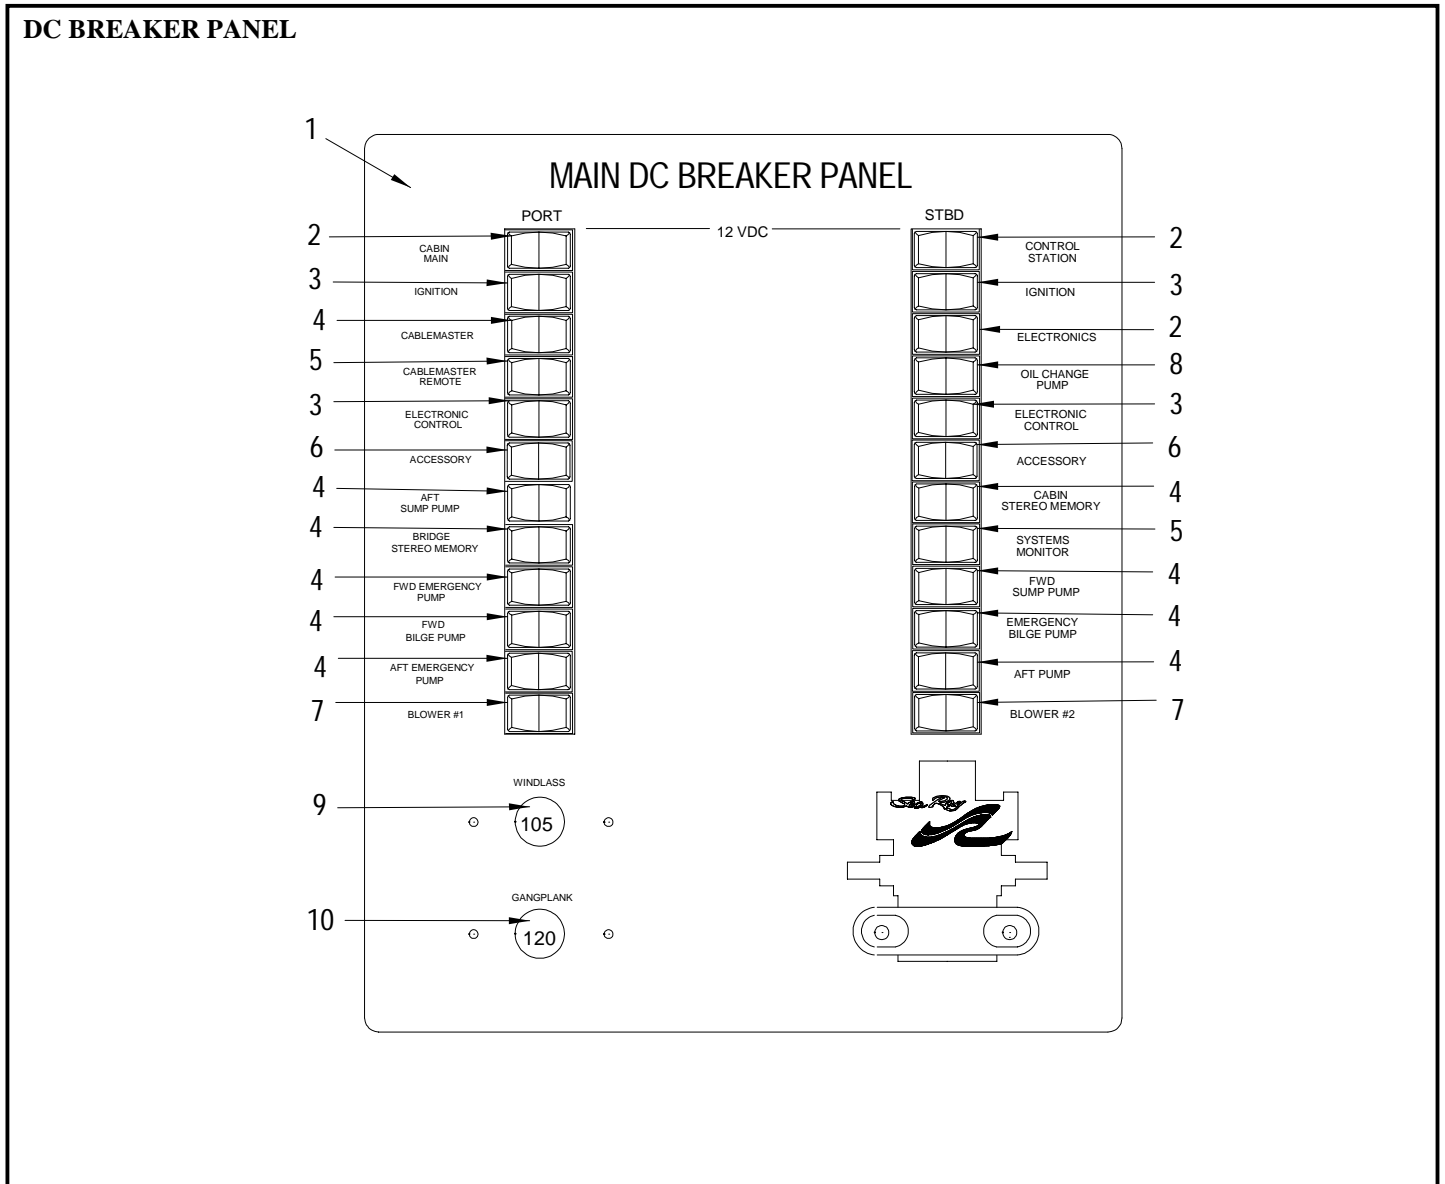 DC BREAKER PANEL
1
MAIN DC BREAKER PANEL
PORT
12 VDC
STBD
2
CABIN
MAIN
3
IGNITION
4
CABLEMASTER
5
CABLEMASTER
REMOTE
3
ELECTRONIC
CONTROL
6
ACCESSORY
4
AFT
SUMP PUMP
4
BRIDGE
STEREO MEMORY
4
FWD EMERGENCY
PUMP
4
FWD
BILGE PUMP
4
AFT EMERGENCY
PUMP
7
BLOWER #1
CONTROL
STATION
2
IGNITION
3
ELECTRONICS
2
OIL CHANGE
PUMP
8
ELECTRONIC
CONTROL
3
ACCESSORY
6
CABIN
STEREO MEMORY
4
SYSTEMS
MONITOR
5
FWD
SUMP PUMP
4
EMERGENCY
BILGE PUMP
4
AFT PUMP
4
BLOWER #2
7
WINDLASS
9
105
GANGPLANK
10
120
Sea Ray